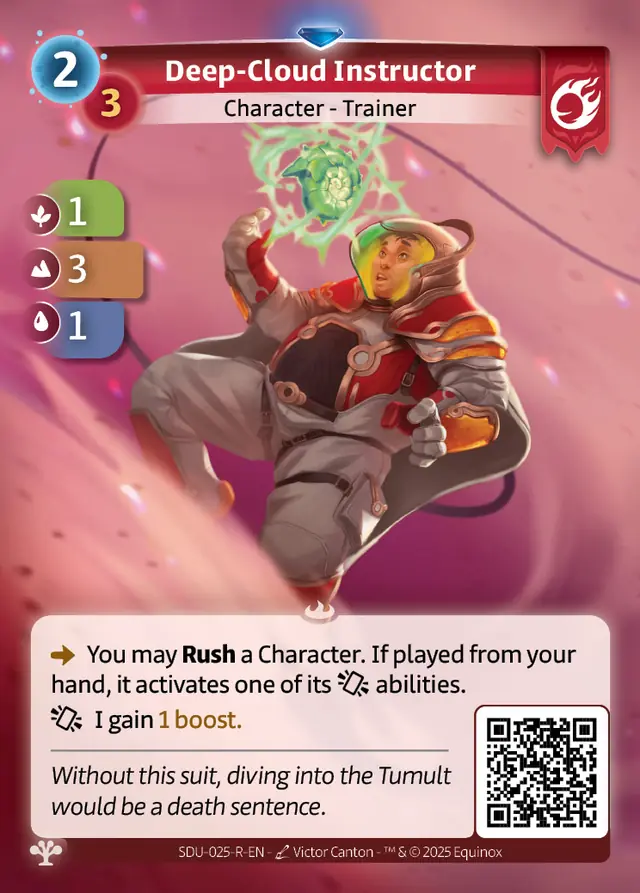 2
Deep-Cloud Instructor
3
Character - Trainer
1
3
1
You may Rush a Character. If played from your
hand, it activates one of its abilities.
I gain 1 boost.
Without this suit, diving into the Tumult
would be a death sentence.
SDU-025-R-EN - Victor Canton - ™ & © 2025 Equinox